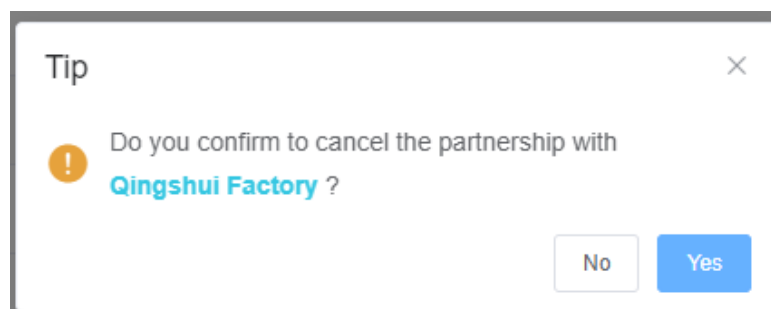 Tip
Do you confirm to cancel the partnership with
Qingshui Factory ?
No
Yes